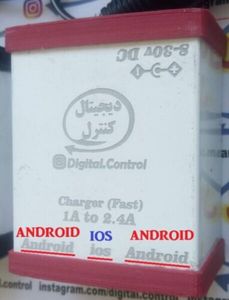 8-30v DC
دیجیتال
کنترل
Digital.Control
Charger (Fast)
1A to 2.4A
ANDROID IOS ANDROID
Android ios Android
.control instagram.com/digital.control